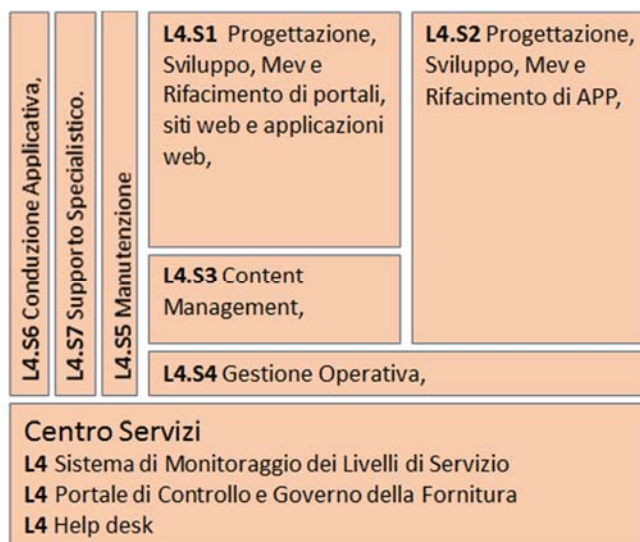 L4.S6 Conduzione Applicativa,
L4.S7 Supporto Specialistico.
L4.S5 Manutenzione
L4.S1 Progettazione,
Sviluppo, Mev e
Rifacimento di portali,
siti web e applicazioni
web,
L4.S2 Progettazione,
Sviluppo, Mev e
Rifacimento di APP,
L4.S3 Content
Management,
L4.S4 Gestione Operativa,
Centro Servizi
L4 Sistema di Monitoraggio dei Livelli di Servizio
L4 Portale di Controllo e Governo della Fornitura
L4 Help desk